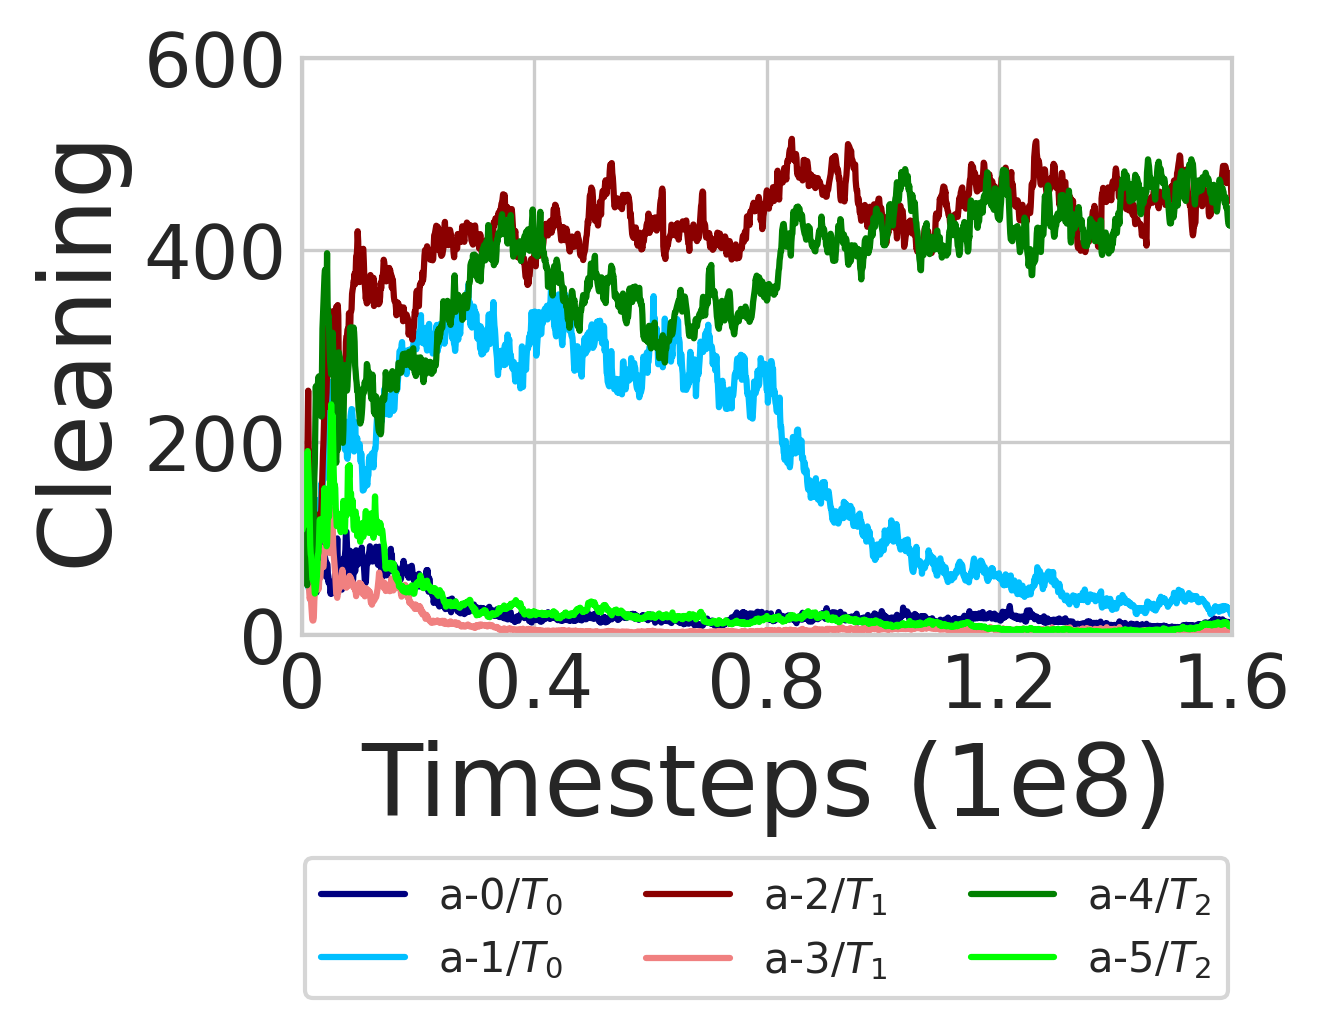 600
400
200
0
Cleaning
0 0.4 0.8 1.2 1.6
Timesteps (1e8)
a-0/T₀ a-2/T₁ a-4/T₂
a-1/T₀ a-3/T₁ a-5/T₂